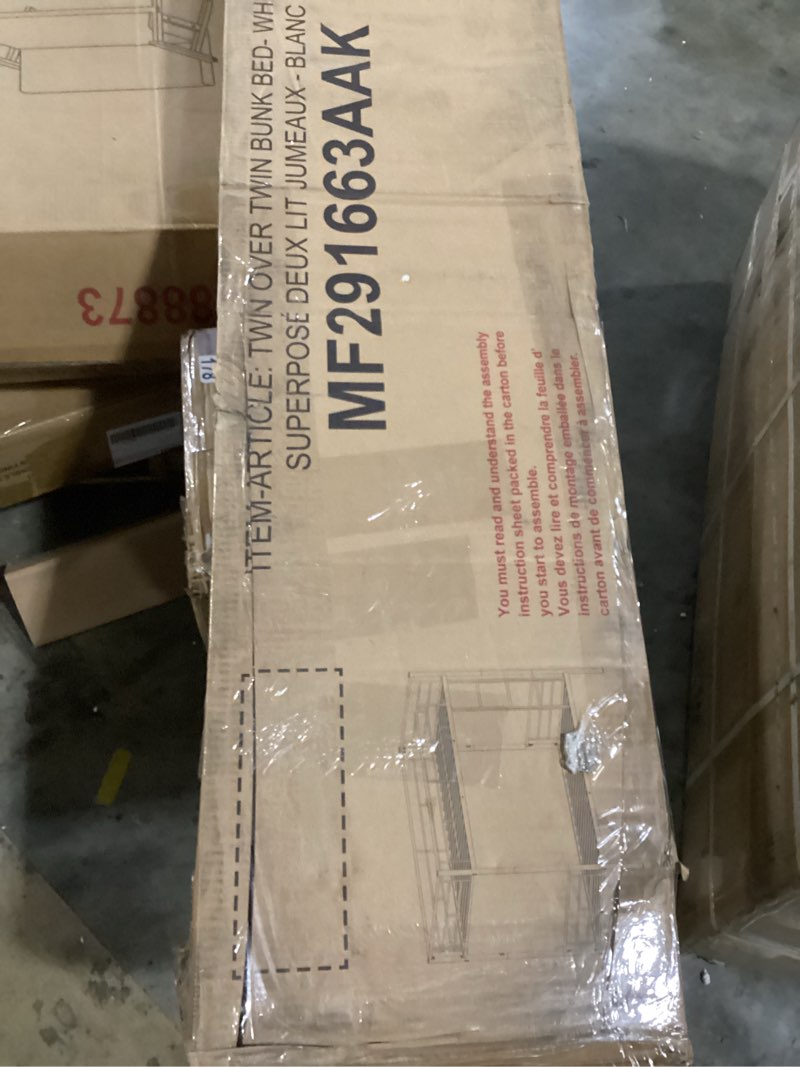 ITEM-ARTICLE: TWIN OVER TWIN BUNK BED- WH
SUPERPOSÉ DEUX LIT JUMEAUX - BLANC
MF291663AAK
You must read and understand the assembly
instruction sheet packed in the carton before
you start to assemble.
Vous devez lire et comprendre la feuille d'
instructions de montage emballée dans le
carton avant de commencer à assembler.
88873